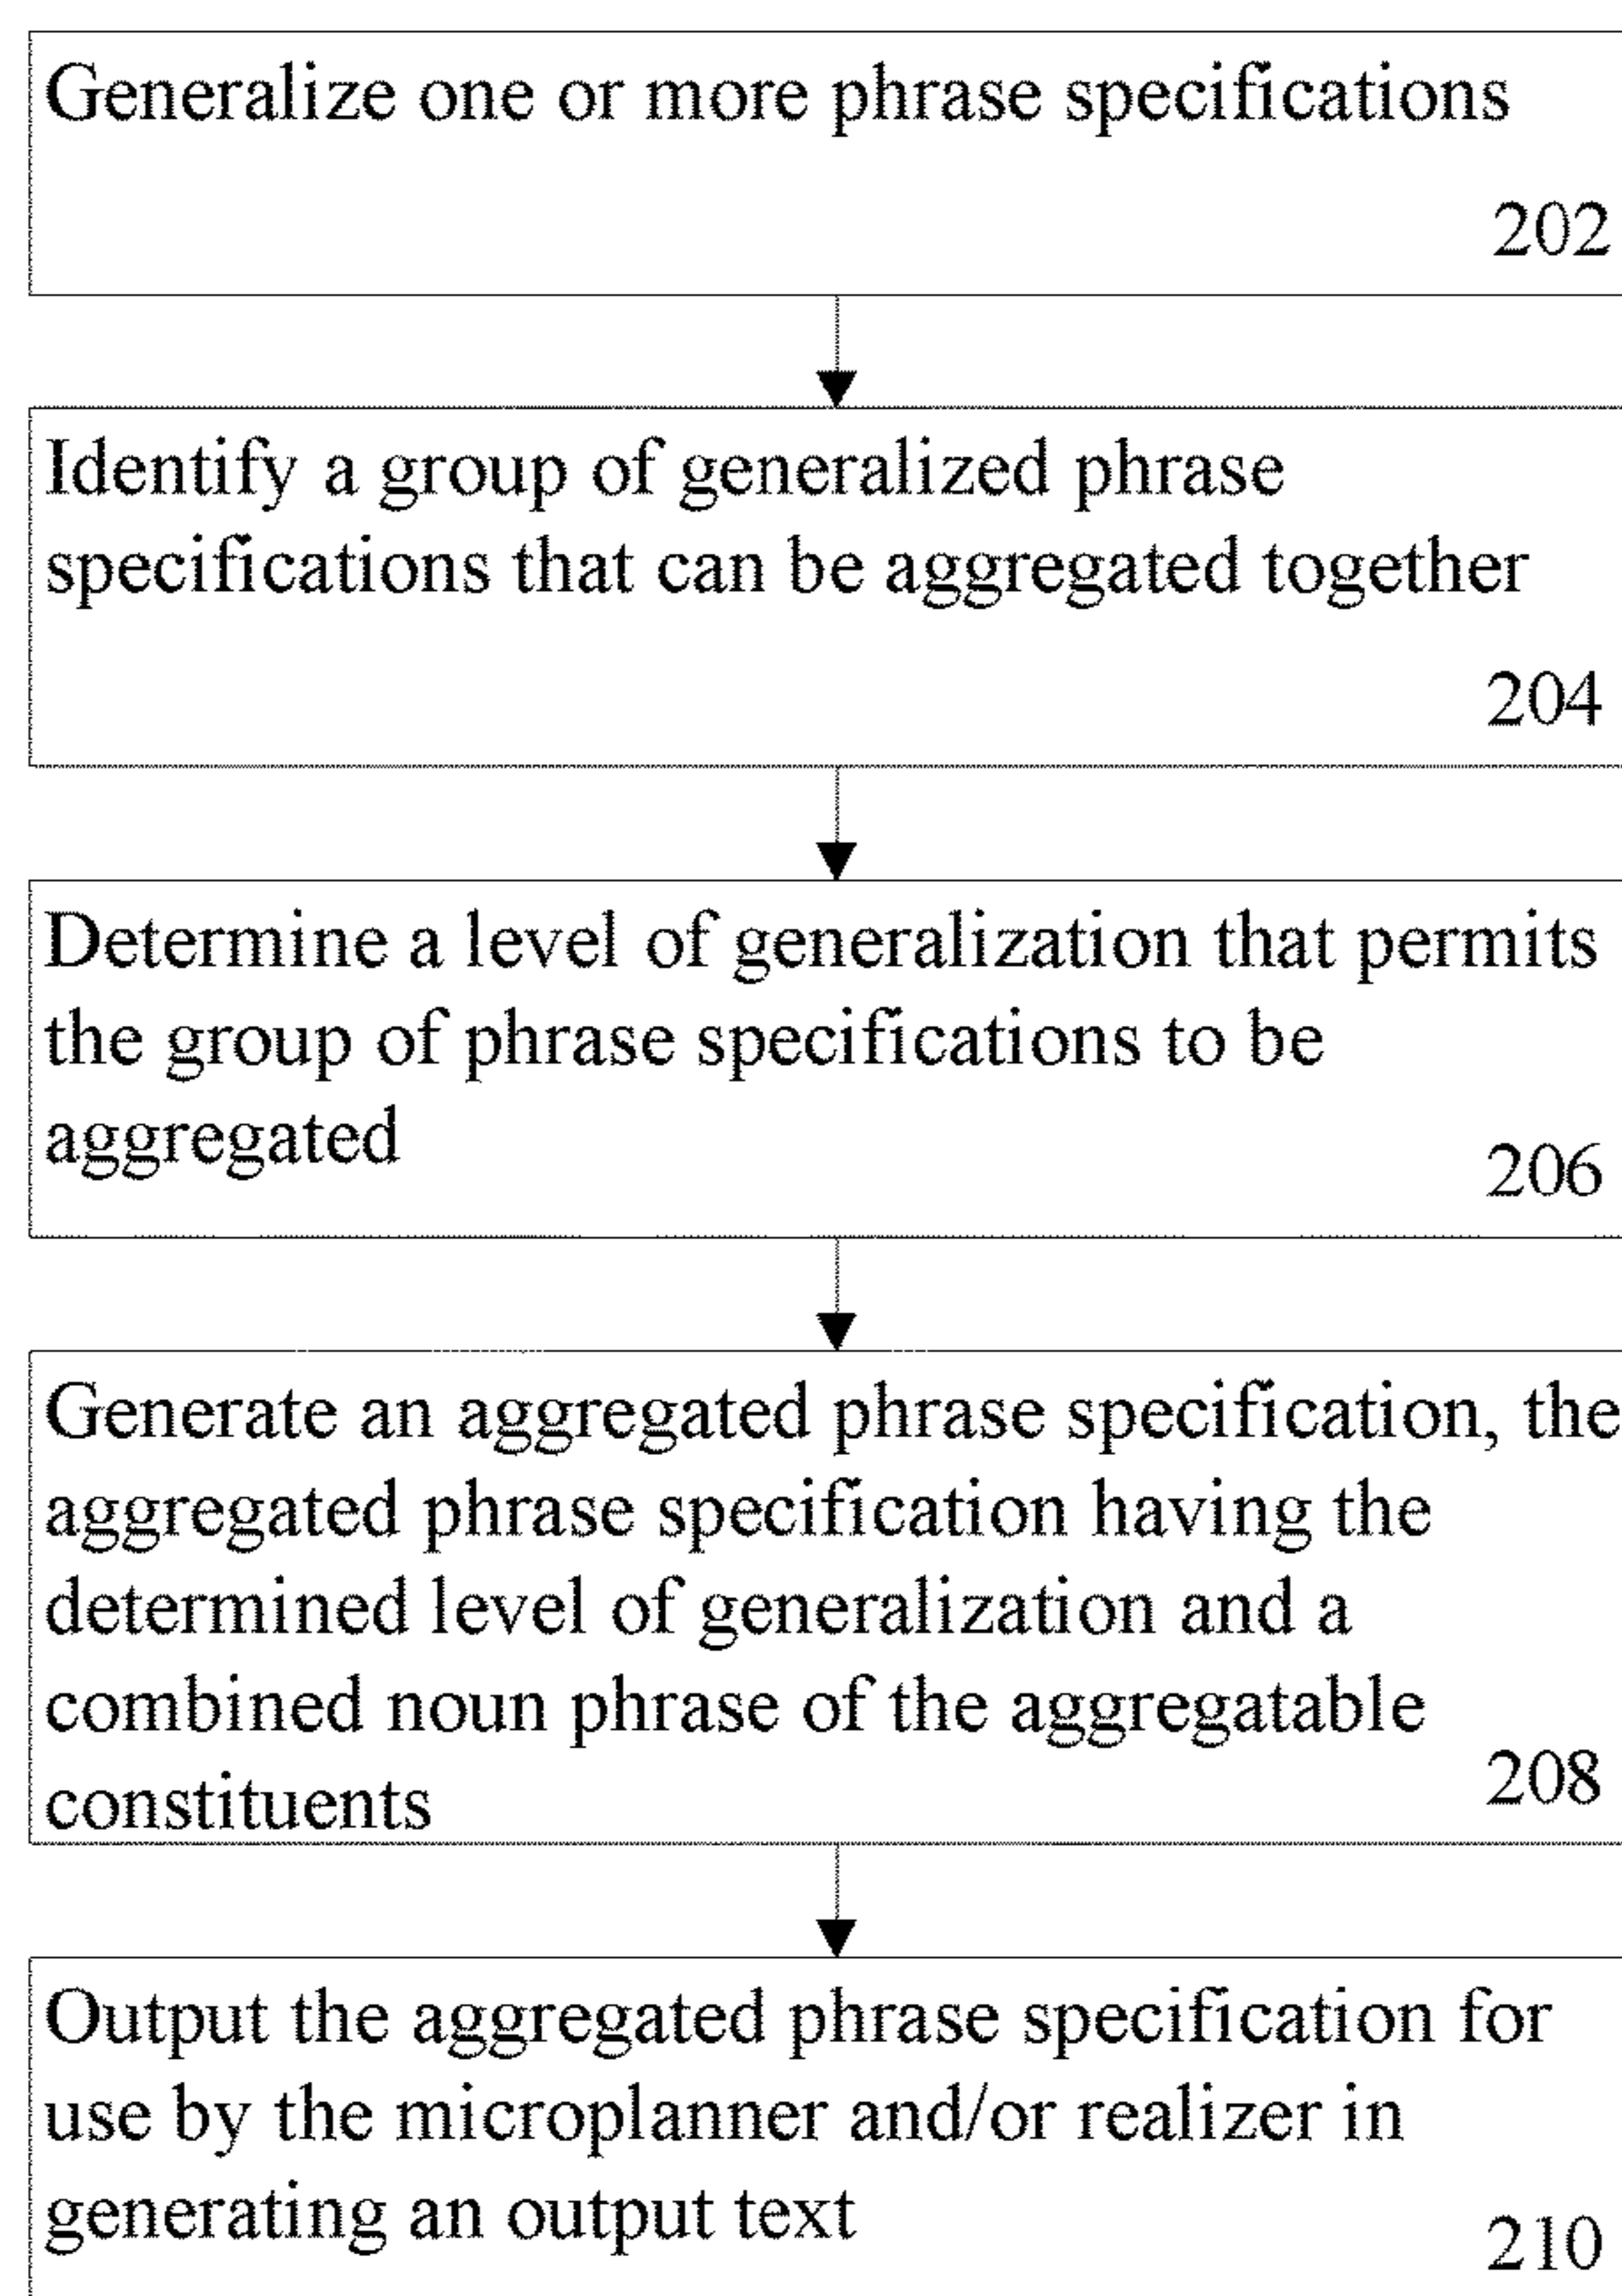 Generalize one or more phrase specifications
202
Identify a group of generalized phrase
specifications that can be aggregated together
204
Determine a level of generalization that permits
the group of phrase specifications to be
aggregated
206
Generate an aggregated phrase specification, the
aggregated phrase specification having the
determined level of generalization and a
combined noun phrase of the aggregatable
constituents
208
Output the aggregated phrase specification for
use by the microplanner and/or realizer in
generating an output text
210